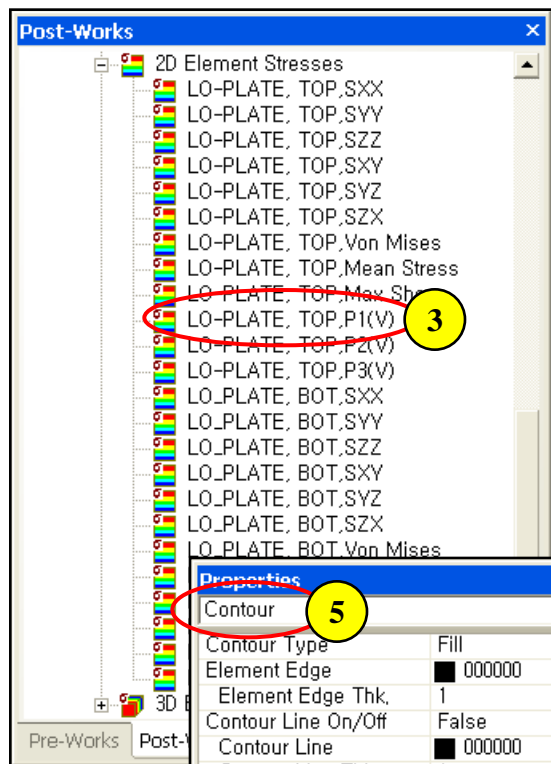 Post-Works
2D Element Stresses
LO-PLATE, TOP,SXX
LO-PLATE, TOP,SYY
LO-PLATE, TOP,SZZ
LO-PLATE, TOP,SXY
LO-PLATE, TOP,SYZ
LO-PLATE, TOP,SZX
LO-PLATE, TOP,Von Mises
LO-PLATE, TOP,Mean Stress
LO-PLATE, TOP,Max She
LO-PLATE, TOP,P1(V) 3
LO-PLATE, TOP,P2(V)
LO-PLATE, TOP,P3(V)
LO_PLATE, BOT,SXX
LO_PLATE, BOT,SYY
LO_PLATE, BOT,SZZ
LO_PLATE, BOT,SXY
LO_PLATE, BOT,SYZ
LO_PLATE, BOT,SZX
LO_PLATE, BOT,Von Mises
Properties
Contour 5
Contour Type Fill
Element Edge 000000
Element Edge Thk. 1
Contour Line On/Off False
Contour Line 000000
3D
Pre-Works Post-